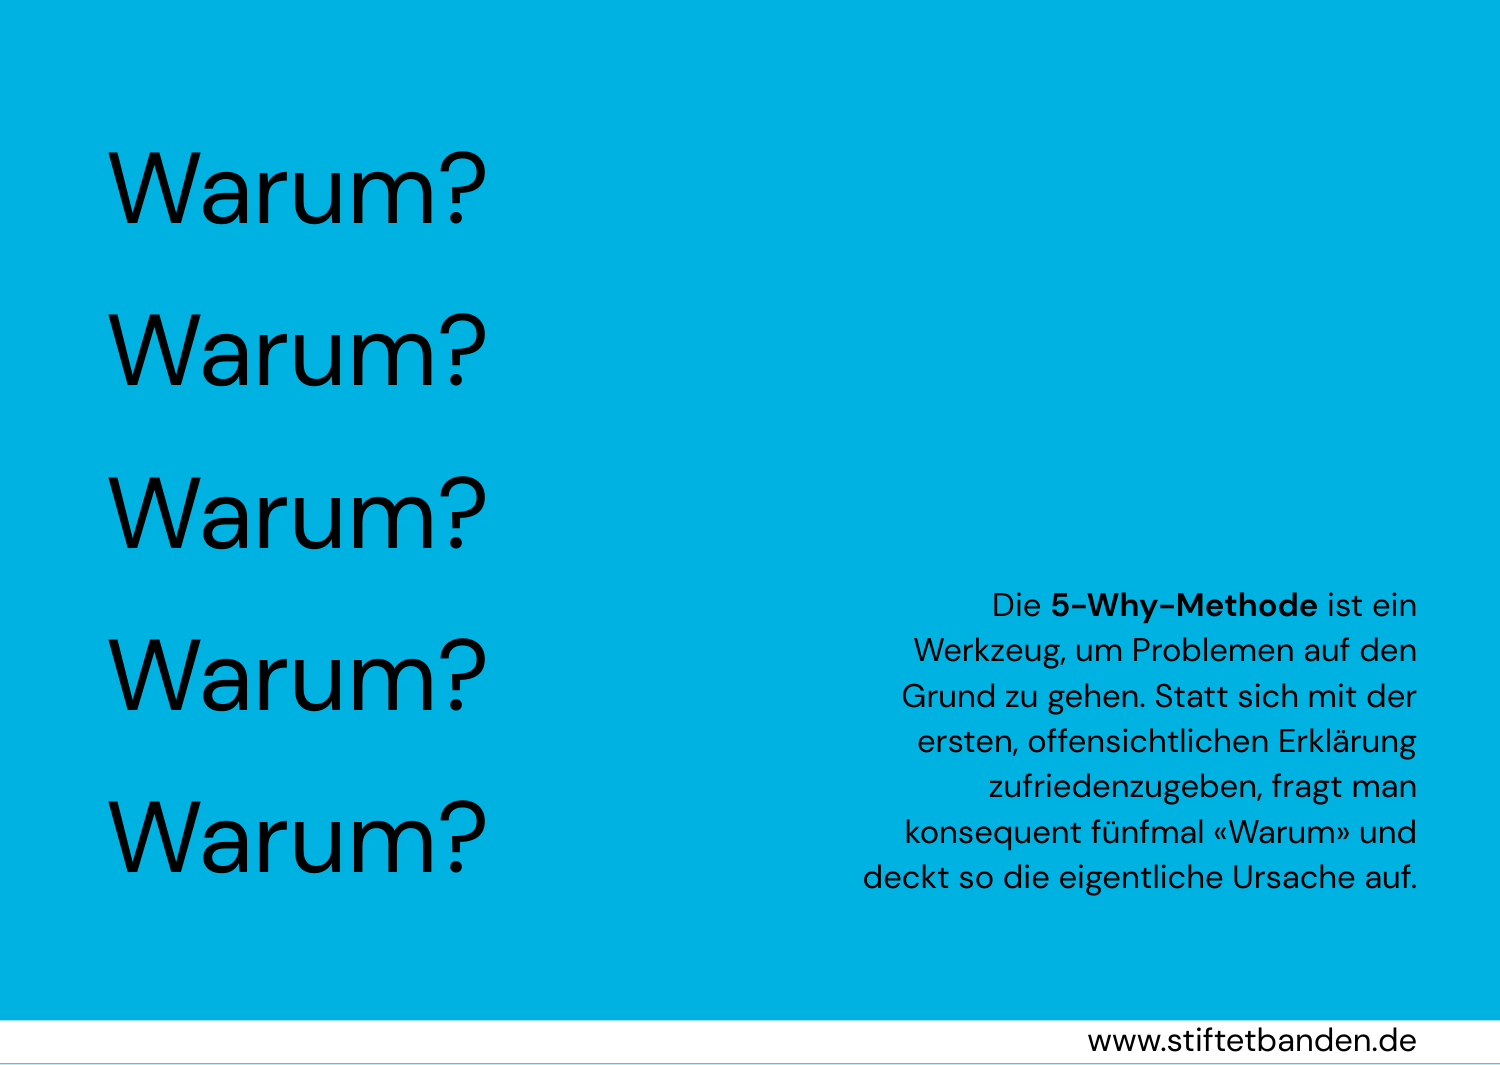 Warum?
Warum?
Warum?
Warum?
Warum?
Die 5-Why-Methode ist ein
Werkzeug, um Problemen auf den
Grund zu gehen. Statt sich mit der
ersten, offensichtlichen Erklärung
zufriedenzugeben, fragt man
konsequent fünfmal «Warum» und
deckt so die eigentliche Ursache auf.
www.stiftetbanden.de